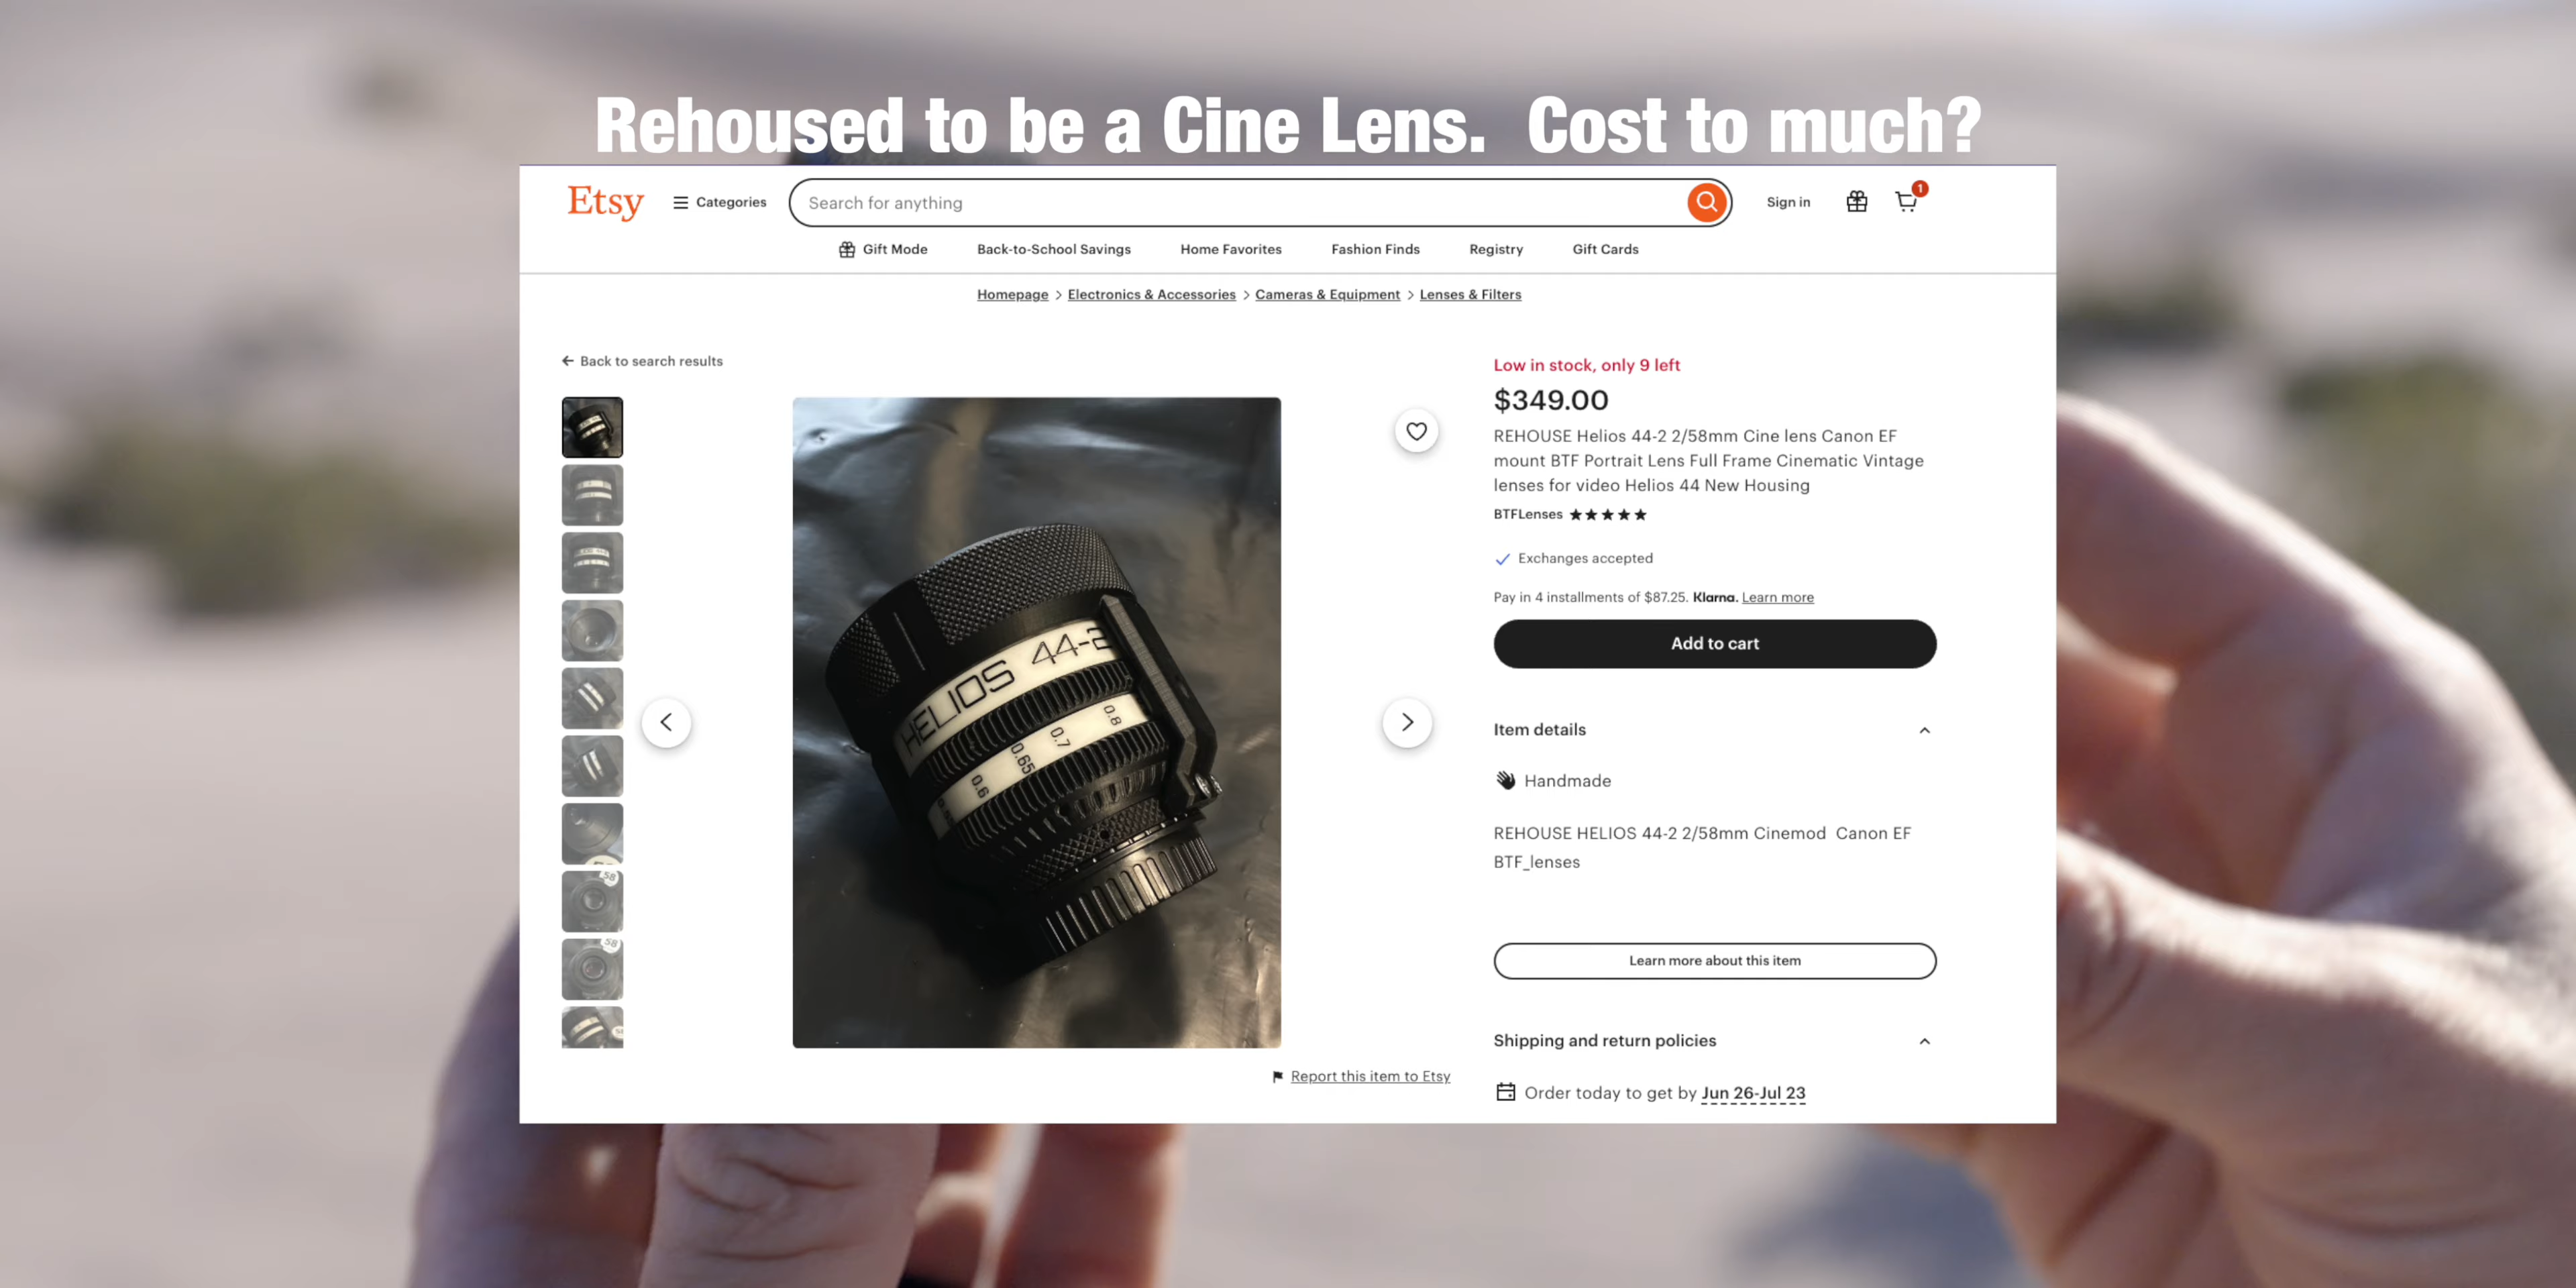 Rehoused to be a Cine Lens.  Cost to much?
Etsy
Categories
Search for anything
Sign in
1
Gift Mode
Back-to-School Savings
Home Favorites
Fashion Finds
Registry
Gift Cards
Homepage > Electronics & Accessories > Cameras & Equipment > Lenses & Filters
Back to search results
HELIOS 44-2
0.6
0.65
0.7
0.8
58
58
Report this item to Etsy
Low in stock, only 9 left
$349.00
REHOUSE Helios 44-2 2/58mm Cine lens Canon EF
mount BTF Portrait Lens Full Frame Cinematic Vintage
lenses for video Helios 44 New Housing
BTFLenses ★★★★★
Exchanges accepted
Pay in 4 installments of $87.25. Klarna. Learn more
Add to cart
Item details
Handmade
REHOUSE HELIOS 44-2 2/58mm Cinemod  Canon EF
BTF_lenses
Learn more about this item
Shipping and return policies
Order today to get by Jun 26-Jul 23